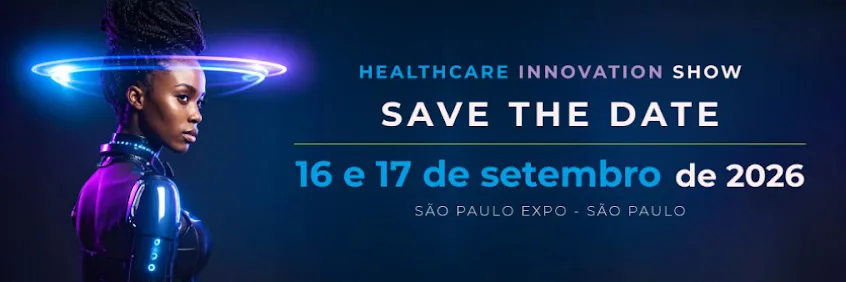 HEALTHCARE INNOVATION SHOW
SAVE THE DATE
16 e 17 de setembro de 2026
SÃO PAULO EXPO - SÃO PAULO